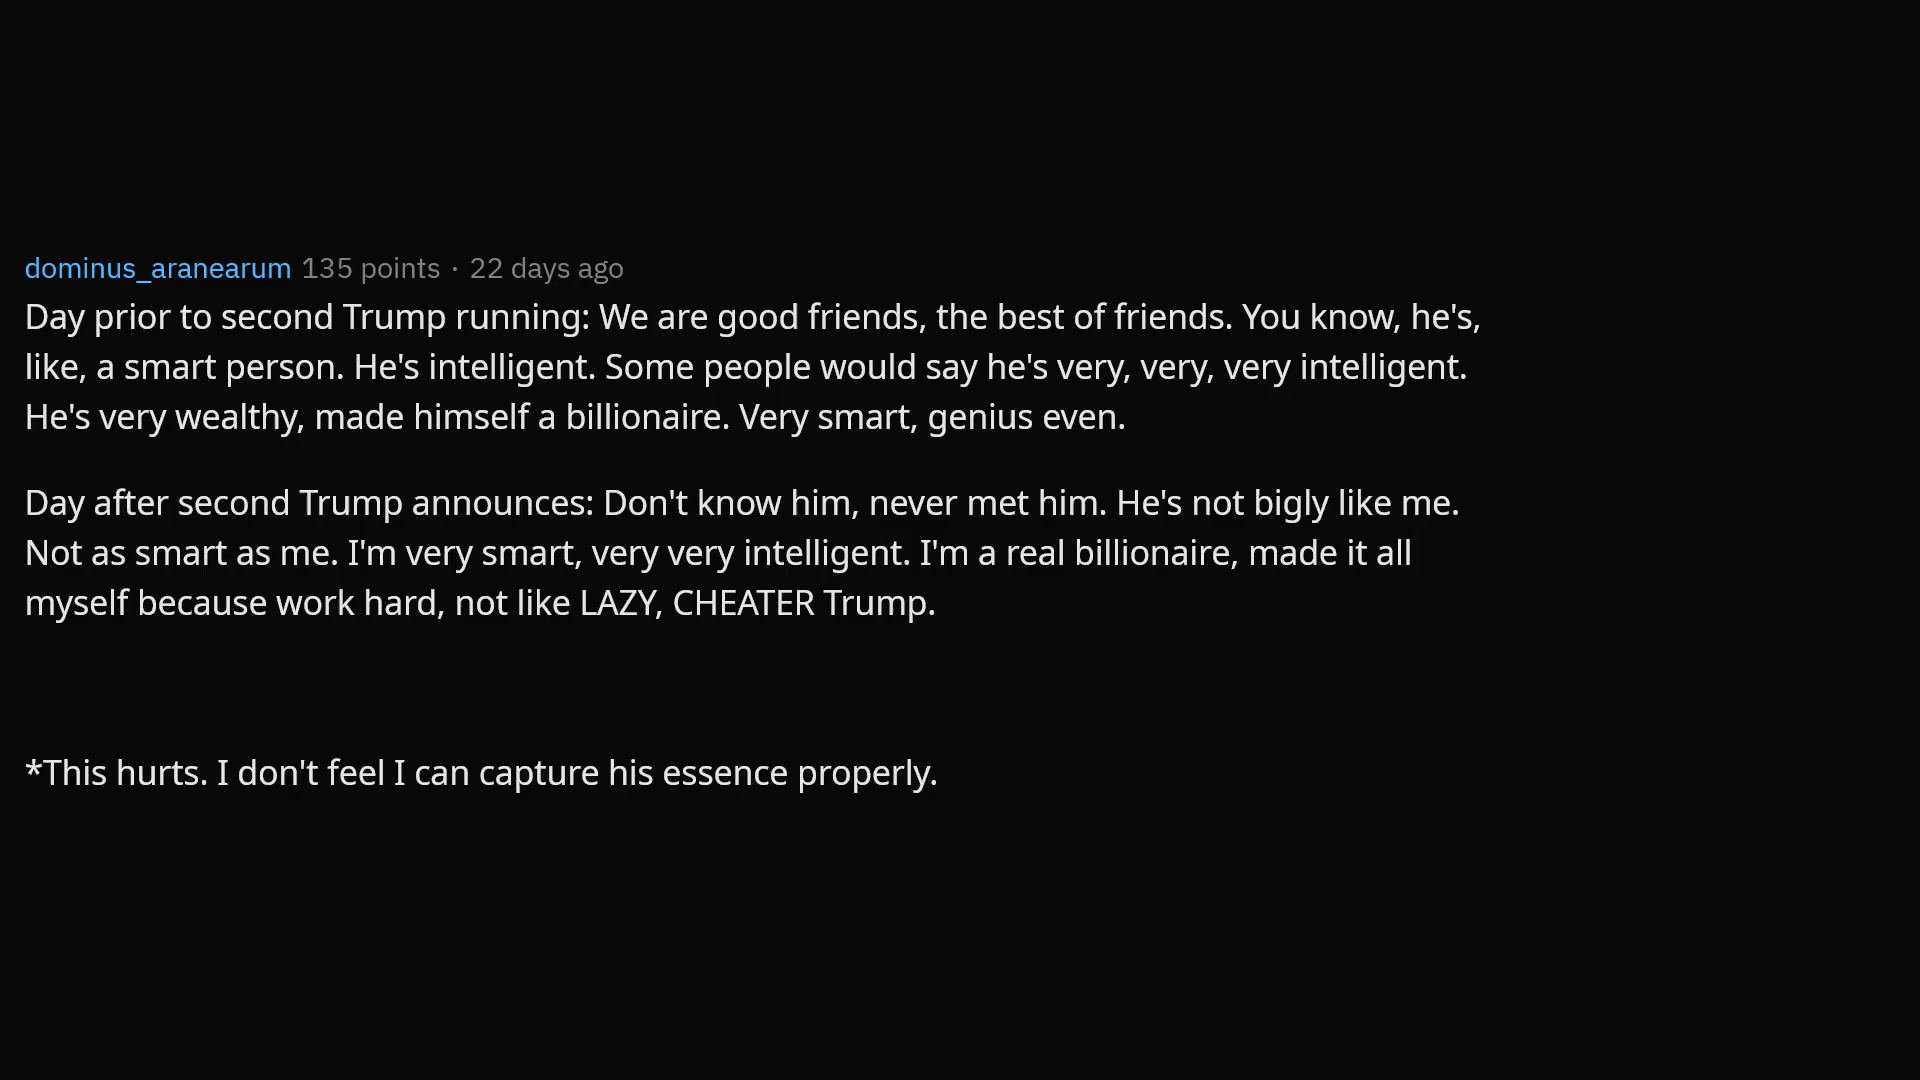 dominus_aranearum 135 points · 22 days ago
Day prior to second Trump running: We are good friends, the best of friends. You know, he's,
like, a smart person. He's intelligent. Some people would say he's very, very, very intelligent.
He's very wealthy, made himself a billionaire. Very smart, genius even.
Day after second Trump announces: Don't know him, never met him. He's not bigly like me.
Not as smart as me. I'm very smart, very very intelligent. I'm a real billionaire, made it all
myself because work hard, not like LAZY, CHEATER Trump.
*This hurts. I don't feel I can capture his essence properly.